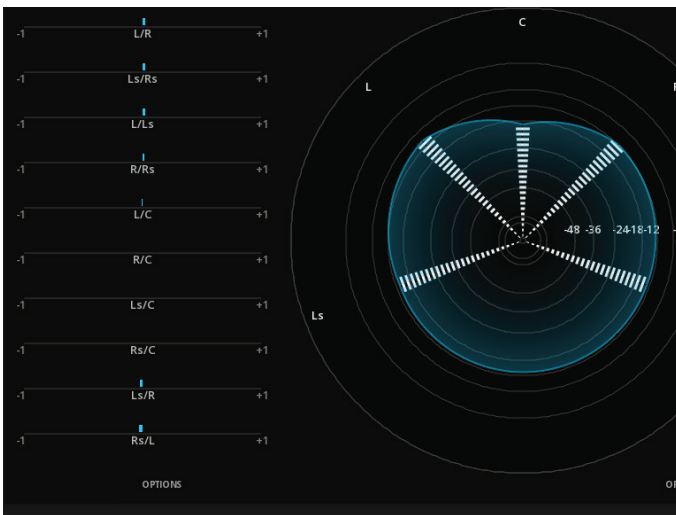 -1 L/R +1
-1 Ls/Rs +1
-1 L/Ls +1
-1 R/Rs +1
-1 L/C +1
-1 R/C +1
-1 Ls/C +1
-1 Rs/C +1
-1 Ls/R +1
-1 Rs/L +1
OPTIONS
C
L
-48 -36 -24 -18 -12
Ls